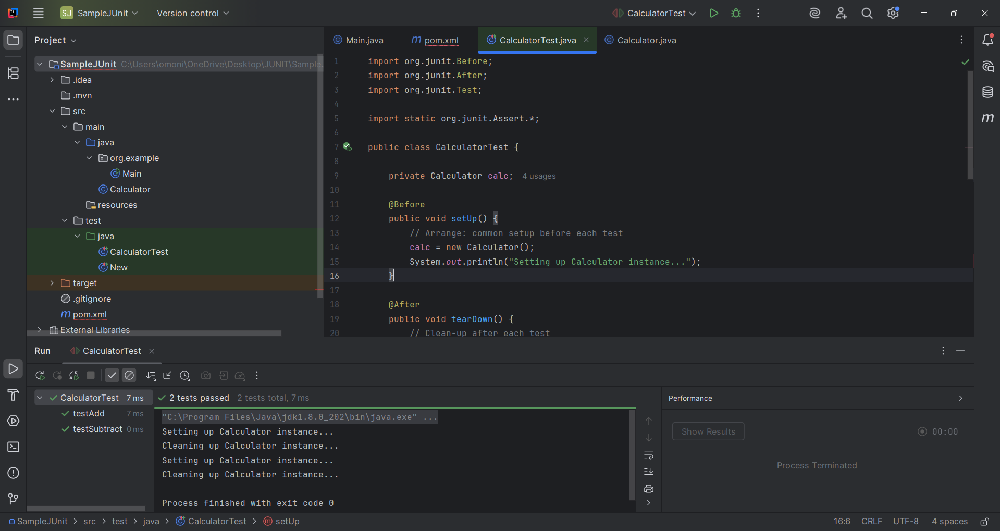 SJ SampleJUnit Version control CalculatorTest
Project
SampleJUnit C:\Users\omoni\OneDrive\Desktop\JUNIT\Sample
.idea
.mvn
src
main
java
org.example
Main
Calculator
resources
test
java
CalculatorTest
New
target
.gitignore
pom.xml
External Libraries
Main.java pom.xml CalculatorTest.java Calculator.java
1 import org.junit.Before;
2 import org.junit.After;
3 import org.junit.Test;
4
5 import static org.junit.Assert.*;
6
7 public class CalculatorTest {
8
9 private Calculator calc; 4 usages
10
11 @Before
12 public void setUp() {
13 // Arrange: common setup before each test
14 calc = new Calculator();
15 System.out.println("Setting up Calculator instance...");
16 }
17
18 @After
19 public void tearDown() {
20 // Clean-up after each test
Run CalculatorTest
CalculatorTest 7 ms
testAdd 7 ms
testSubtract 0 ms
2 tests passed 2 tests total, 7 ms
"C:\Program Files\Java\jdk1.8.0_202\bin\java.exe" ...
Setting up Calculator instance...
Cleaning up Calculator instance...
Setting up Calculator instance...
Cleaning up Calculator instance...
Process finished with exit code 0
Performance
Show Results 00:00
Process Terminated
SampleJUnit > src > test > java > CalculatorTest > setUp 16:6 CRLF UTF-8 4 spaces